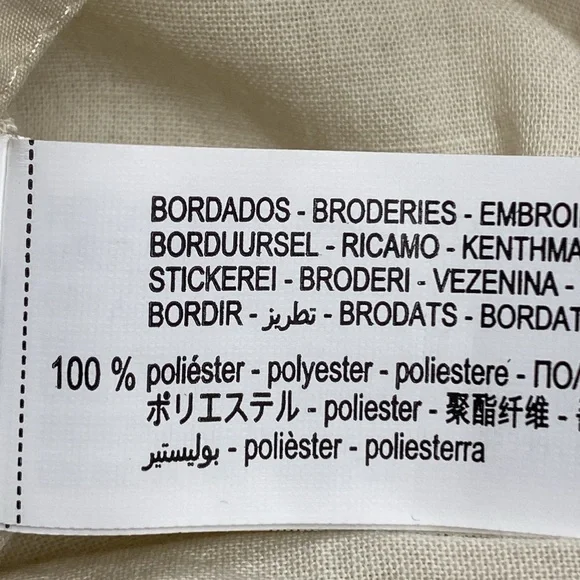 BORDADOS - BRODERIES - EMBROI
BORDUURSEL - RICAMO - KENTHMA
STICKEREI - BRODERI - VEZENINA -
BORDIR - تطريز - BRODATS - BORDAT
100 % poliéster - polyester - poliestere - ПОЛ
ポリエステル - poliester - 聚酯纤维 -
بوليستير - polièster - poliesterra